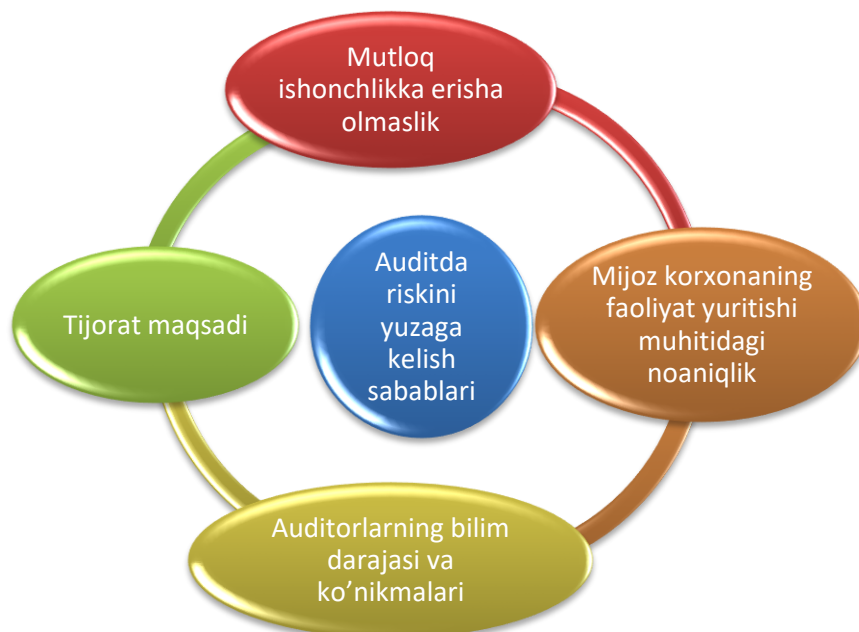 Mutloq
ishonchlikka erisha
olmaslik
Auditda
riskini
yuzaga
kelish
sabablari
Mijoz korxonaning
faoliyat yuritishi
muhitidagi
noaniqlik
Tijorat maqsadi
Auditorlarning bilim
darajasi va
ko’nikmalari